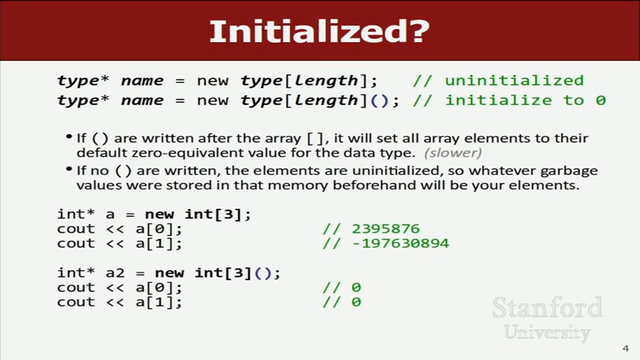 Initialized?
type* name = new type[length];   // uninitialized
type* name = new type[length](); // initialize to 0
• If () are written after the array [], it will set all array elements to their
default zero-equivalent value for the data type. (slower)
• If no () are written, the elements are uninitialized, so whatever garbage
values were stored in that memory beforehand will be your elements.
int* a = new int[3];
cout << a[0];            // 2395876
cout << a[1];            // -197630894
int* a2 = new int[3]();
cout << a[0];            // 0
cout << a[1];            // 0
Stanford
University
4